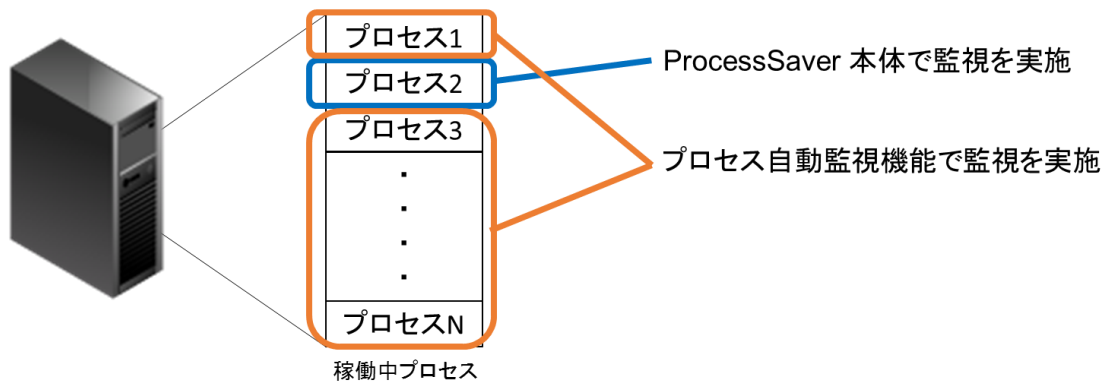 プロセス1
プロセス2
プロセス3
・
・
・
・
プロセスN
稼働中プロセス
ProcessSaver 本体で監視を実施
プロセス自動監視機能で監視を実施